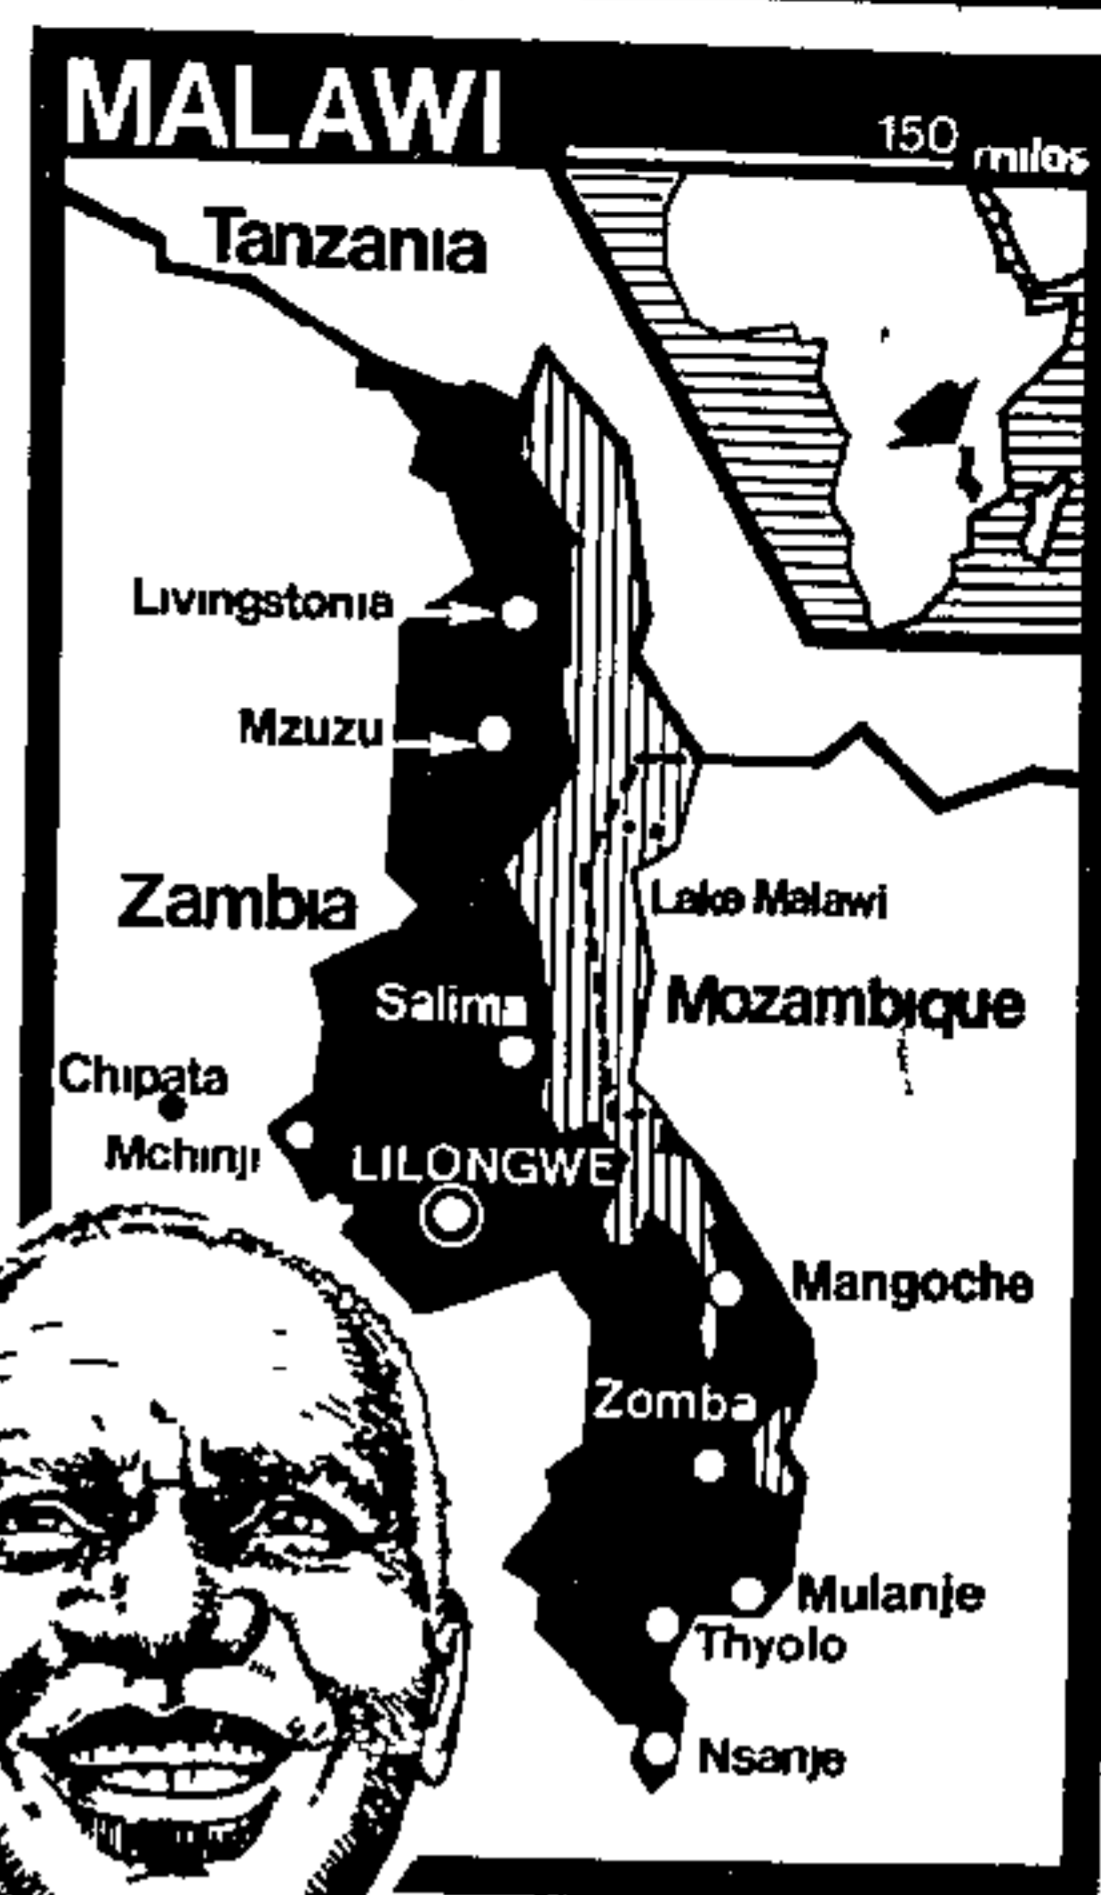 MALAWI
150 miles
Tanzania
Livingstonia
Mzuzu
Zambia
Lake Malawi
Salima
Mozambique
Chipata
Mchinji
LILONGWE
Mangoche
Zomba
Mulanje
Thyolo
Nsanje